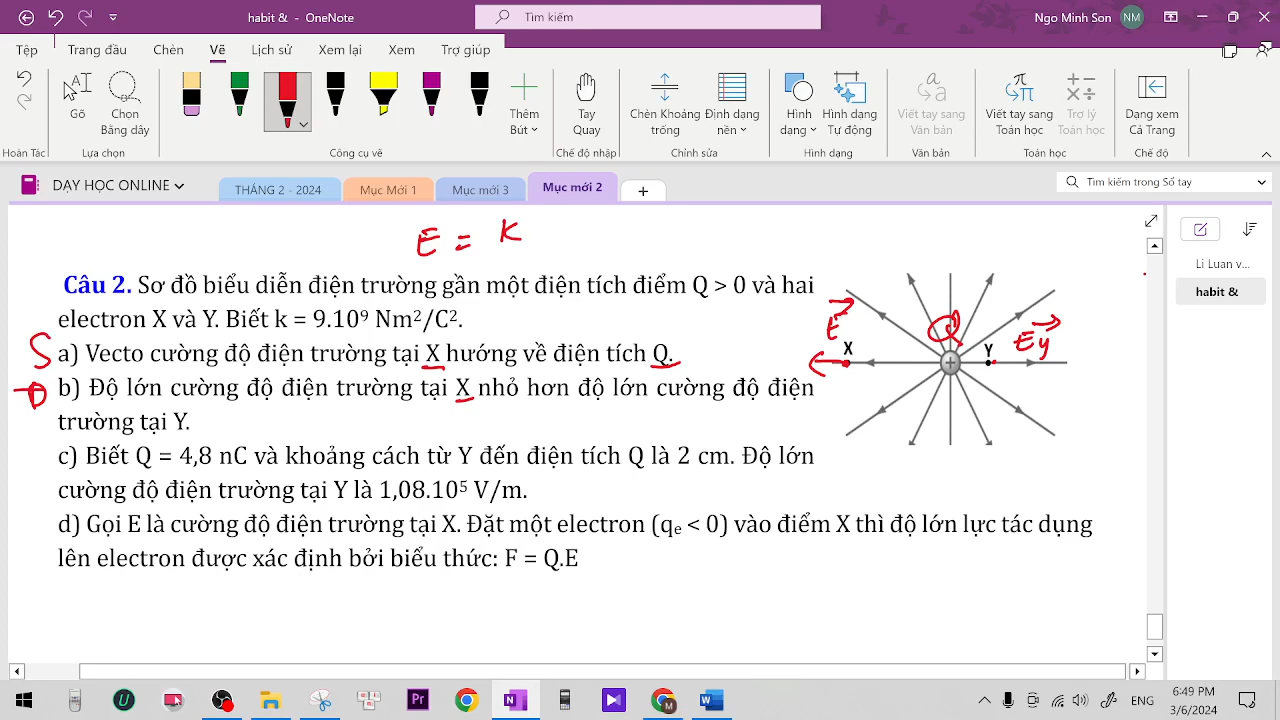 habit & - OneNote
Tìm kiếm
Ngo Minh Son
NM
Tệp
Trang đầu
Chèn
Vẽ
Lịch sử
Xem lại
Xem
Trợ giúp
Gõ
Chọn
Bằng dây
Thêm
Bút
Tay
Quay
Chèn Khoảng
trống
Định dạng
nền
Hình
dạng
Hình dạng
Tự động
Viết tay sang
Văn bản
Viết tay sang
Toán học
Trợ lý
Toán học
Dạng xem
Cả Trang
Hoàn Tác
Lựa chọn
Công cụ vẽ
Chế độ nhập
Chỉnh sửa
Hình dạng
Văn bản
Toán học
Chế độ
DẠY HỌC ONLINE
THÁNG 2 - 2024
Mục Mới 1
Mục mới 3
Mục mới 2
+
Tìm kiếm trong Sổ tay
Li Luan v...
habit &
E = k
Câu 2. Sơ đồ biểu diễn điện trường gần một điện tích điểm Q > 0 và hai
electron X và Y. Biết k = 9.10⁹ Nm²/C².
S
a) Vecto cường độ điện trường tại X hướng về điện tích Q.
Đ
b) Độ lớn cường độ điện trường tại X nhỏ hơn độ lớn cường độ điện
trường tại Y.
c) Biết Q = 4,8 nC và khoảng cách từ Y đến điện tích Q là 2 cm. Độ lớn
cường độ điện trường tại Y là 1,08.10⁵ V/m.
d) Gọi E là cường độ điện trường tại X. Đặt một electron (qₑ < 0) vào điểm X thì độ lớn lực tác dụng
lên electron được xác định bởi biểu thức: F = Q.E
E
X
Q
+
Y
Ey
Pr
N
W
ENG
6:49 PM
3/6/2024